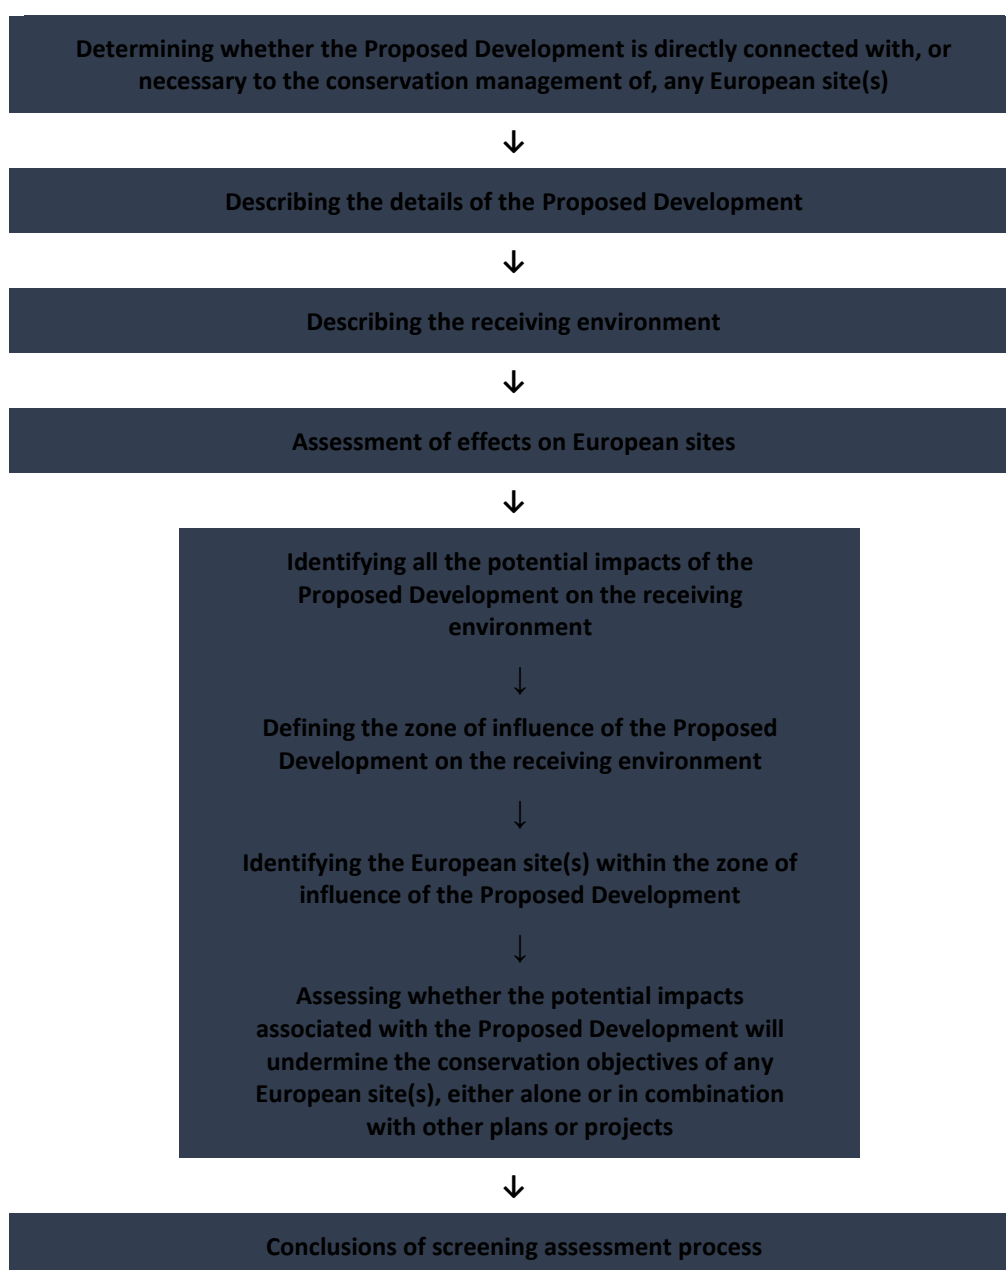 Determining whether the Proposed Development is directly connected with, or
necessary to the conservation management of, any European site(s)
↓
Describing the details of the Proposed Development
↓
Describing the receiving environment
↓
Assessment of effects on European sites
↓
Identifying all the potential impacts of the
Proposed Development on the receiving
environment
↓
Defining the zone of influence of the Proposed
Development on the receiving environment
↓
Identifying the European site(s) within the zone of
influence of the Proposed Development
↓
Assessing whether the potential impacts
associated with the Proposed Development will
undermine the conservation objectives of any
European site(s), either alone or in combination
with other plans or projects
↓
Conclusions of screening assessment process